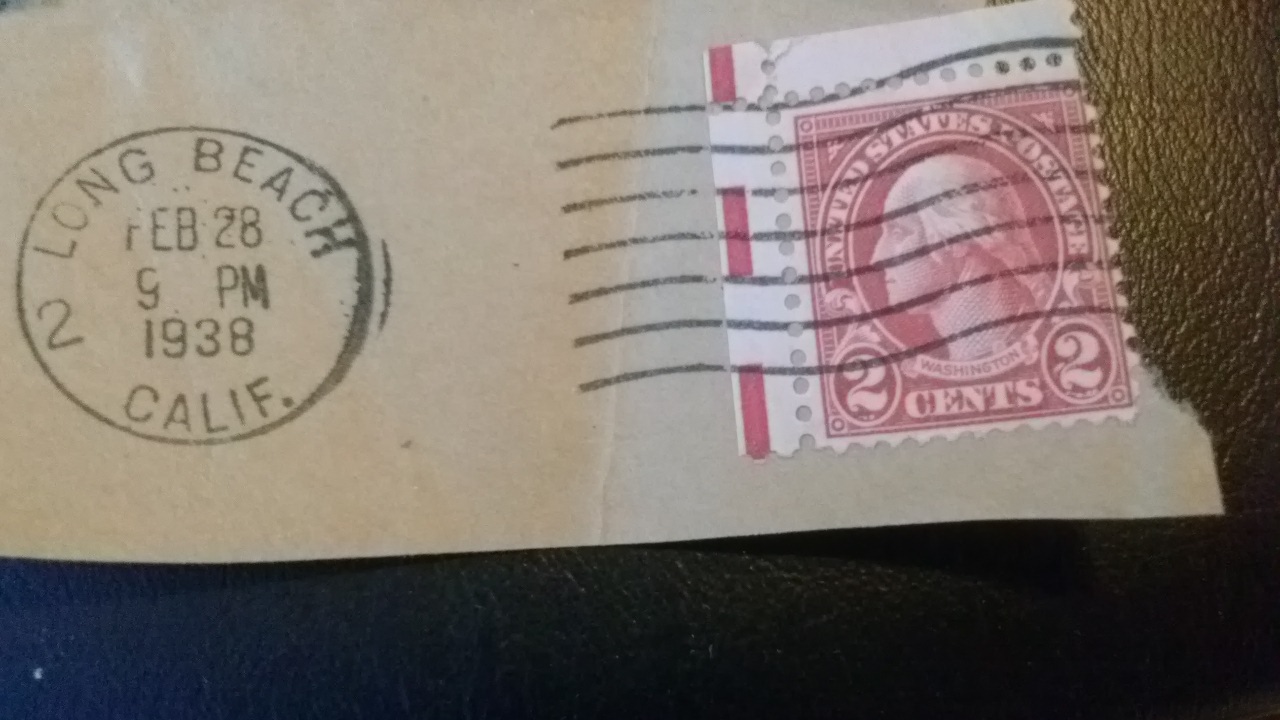 LONG BEACH
FEB 28
9 PM
1938
2
CALIF.
UNITED STATES POSTAGE
WASHINGTON
2 CENTS 2